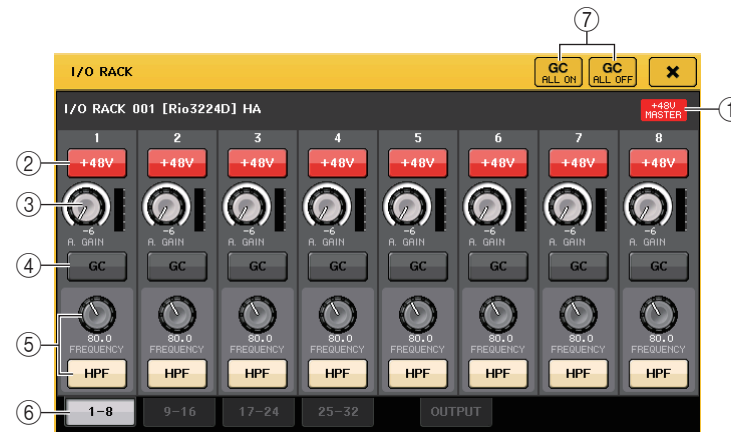 ⑦
I/O RACK GC ALL ON GC ALL OFF ×
I/O RACK 001 [Rio3224D] HA +48V MASTER
1 2 3 4 5 6 7 8
② +48V +48V +48V +48V +48V +48V +48V +48V
③
-6 -6 -6 -6 -6 -6 -6 -6
A. GAIN A. GAIN A. GAIN A. GAIN A. GAIN A. GAIN A. GAIN A. GAIN
④ GC GC GC GC GC GC GC GC
⑤
80.0 80.0 80.0 80.0 80.0 80.0 80.0 80.0
FREQUENCY FREQUENCY FREQUENCY FREQUENCY FREQUENCY FREQUENCY FREQUENCY FREQUENCY
HPF HPF HPF HPF HPF HPF HPF HPF
⑥ 1-8 9-16 17-24 25-32 OUTPUT